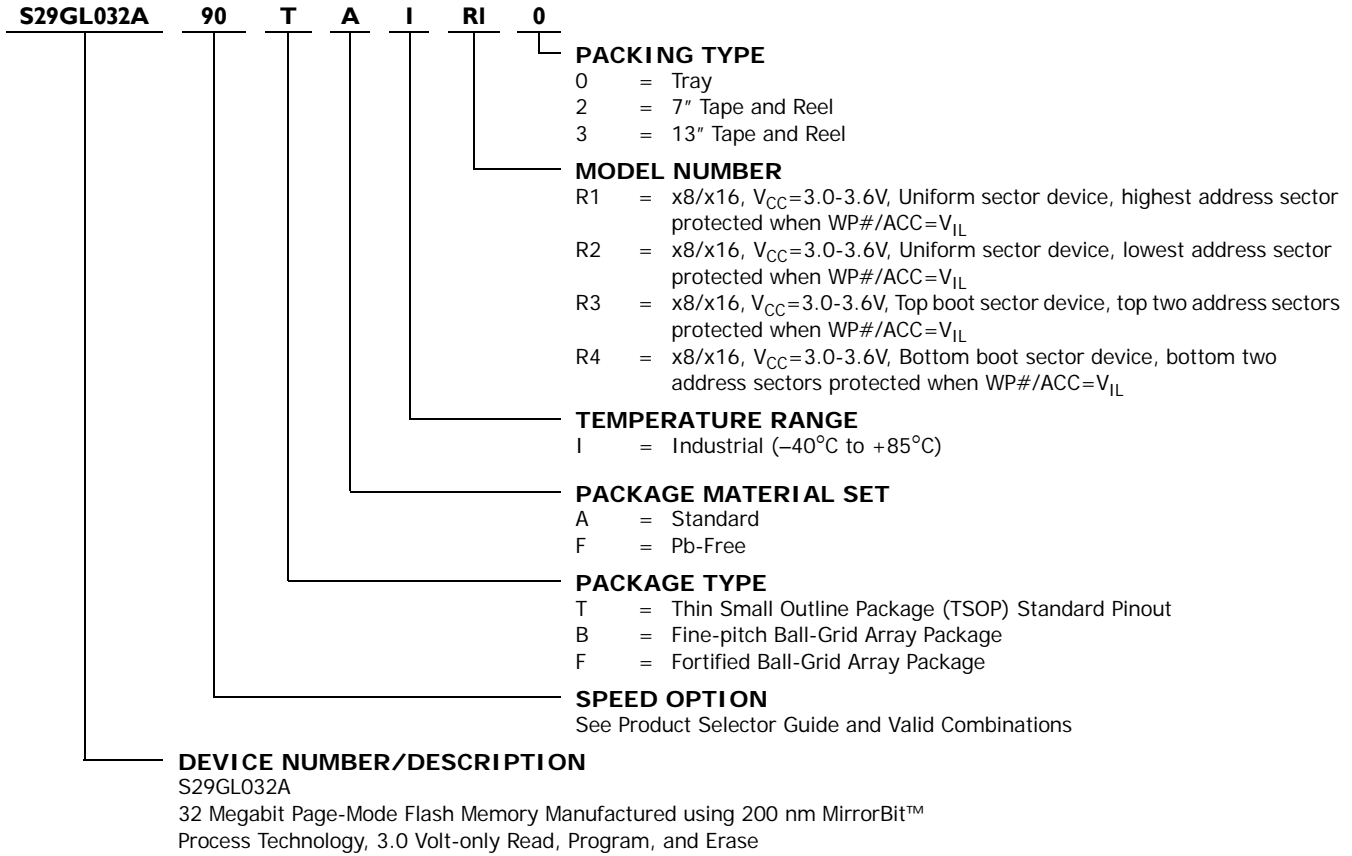 S29GL032A 90 T A I R1 0
PACKING TYPE
0 = Tray
2 = 7″ Tape and Reel
3 = 13″ Tape and Reel
MODEL NUMBER
R1 = x8/x16, VCC=3.0-3.6V, Uniform sector device, highest address sector
protected when WP#/ACC=VIL
R2 = x8/x16, VCC=3.0-3.6V, Uniform sector device, lowest address sector
protected when WP#/ACC=VIL
R3 = x8/x16, VCC=3.0-3.6V, Top boot sector device, top two address sectors
protected when WP#/ACC=VIL
R4 = x8/x16, VCC=3.0-3.6V, Bottom boot sector device, bottom two
address sectors protected when WP#/ACC=VIL
TEMPERATURE RANGE
I = Industrial (–40°C to +85°C)
PACKAGE MATERIAL SET
A = Standard
F = Pb-Free
PACKAGE TYPE
T = Thin Small Outline Package (TSOP) Standard Pinout
B = Fine-pitch Ball-Grid Array Package
F = Fortified Ball-Grid Array Package
SPEED OPTION
See Product Selector Guide and Valid Combinations
DEVICE NUMBER/DESCRIPTION
S29GL032A
32 Megabit Page-Mode Flash Memory Manufactured using 200 nm MirrorBit™
Process Technology, 3.0 Volt-only Read, Program, and Erase